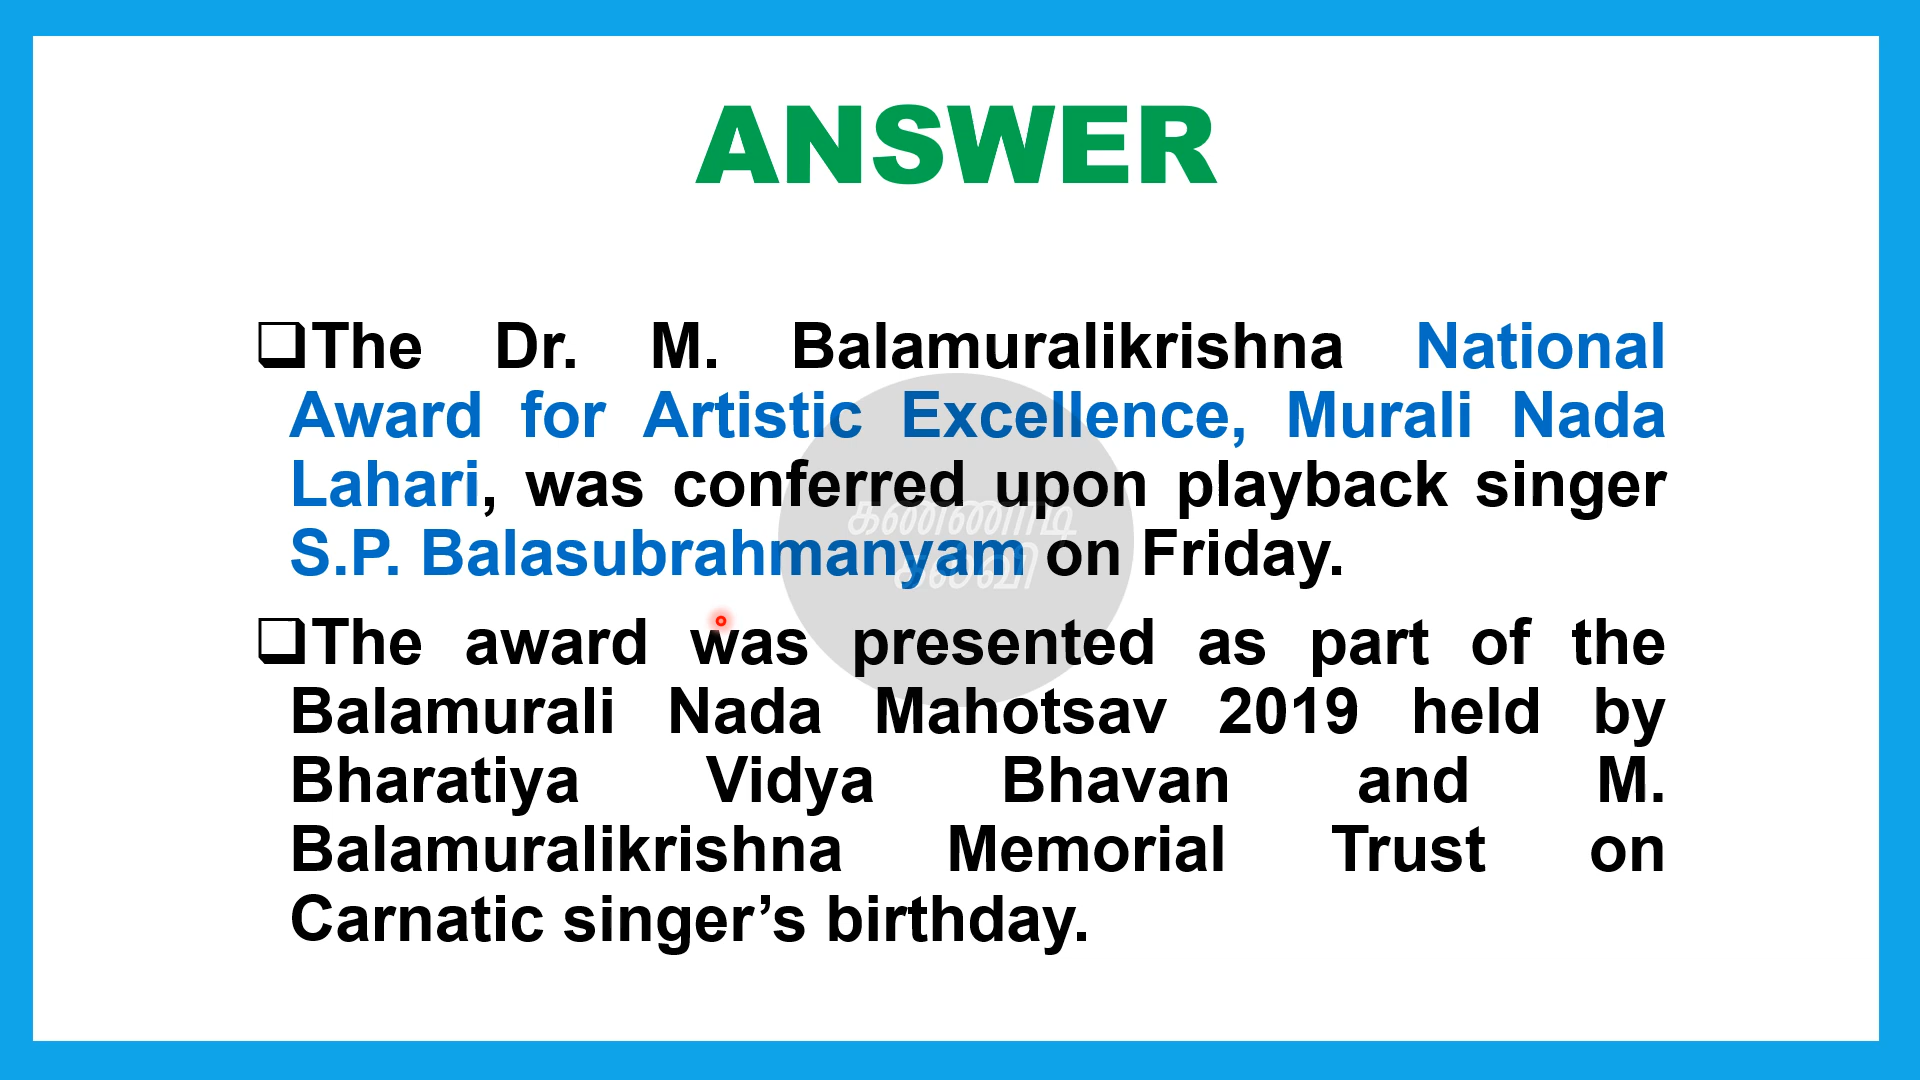 ANSWER
❑The Dr. M. Balamuralikrishna National
Award for Artistic Excellence, Murali Nada
Lahari, was conferred upon playback singer
S.P. Balasubrahmanyam on Friday.
❑The award was presented as part of the
Balamurali Nada Mahotsav 2019 held by
Bharatiya Vidya Bhavan and M.
Balamuralikrishna Memorial Trust on
Carnatic singer’s birthday.
கண்ணாடி